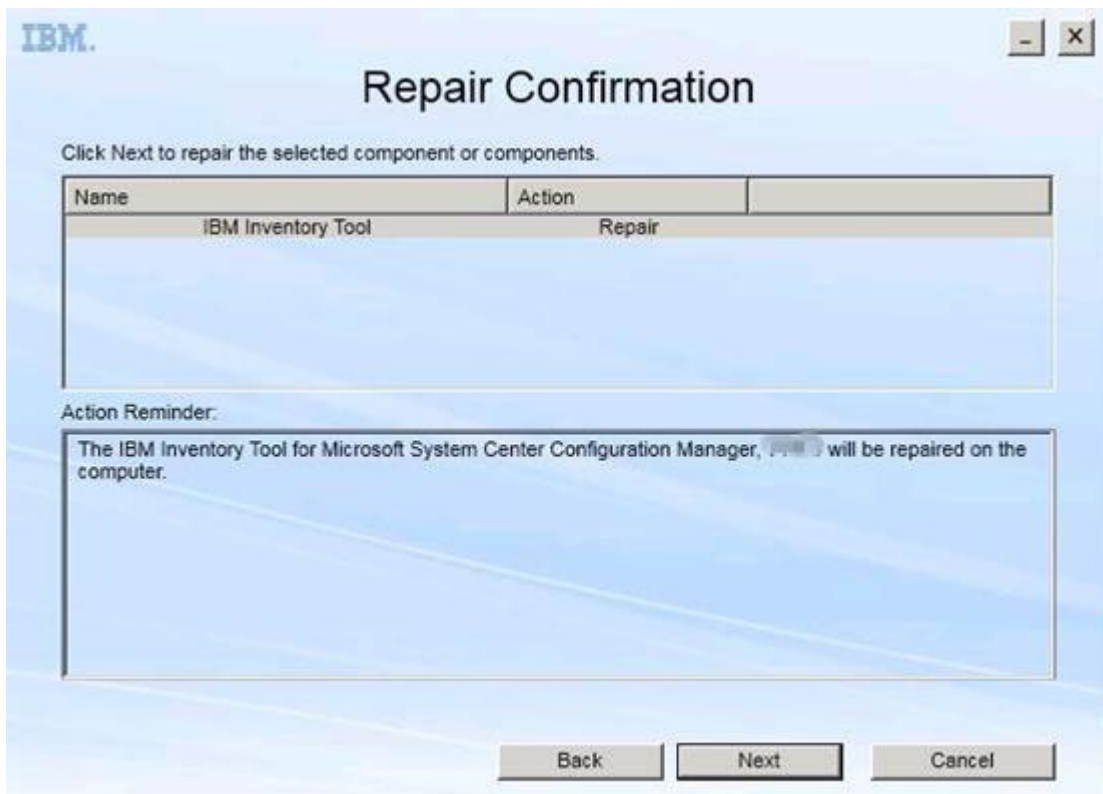 IBM.
Repair Confirmation
Click Next to repair the selected component or components.
Name Action
IBM Inventory Tool Repair
Action Reminder:
The IBM Inventory Tool for Microsoft System Center Configuration Manager, will be repaired on the
computer.
Back Next Cancel